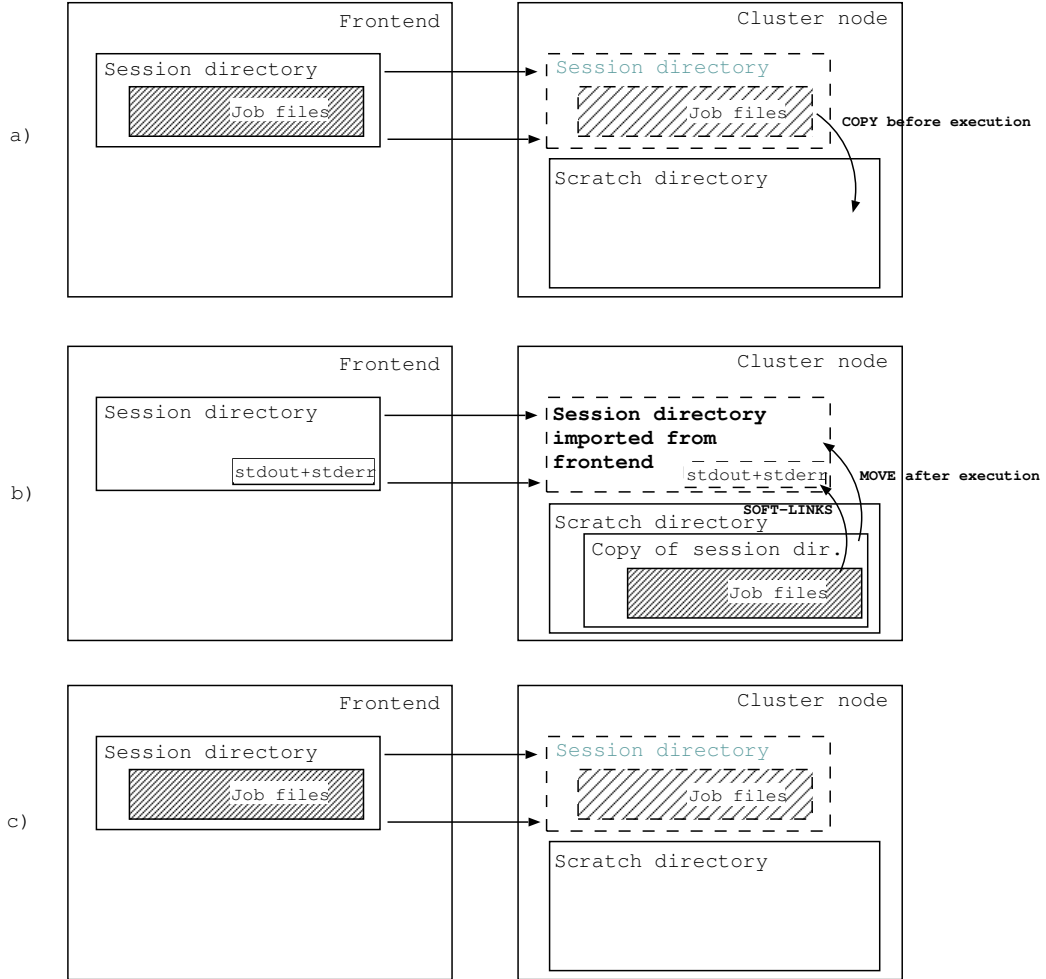 Frontend
Cluster node
Session directory
Job files
Session directory
Job files
a)
COPY before execution
Scratch directory
Frontend
Cluster node
Session directory
stdout+stderr
Session directory
imported from
frontend
stdout+stderr
b)
MOVE after execution
SOFT-LINKS
Scratch directory
Copy of session dir.
Job files
Frontend
Cluster node
Session directory
Job files
Session directory
Job files
c)
Scratch directory